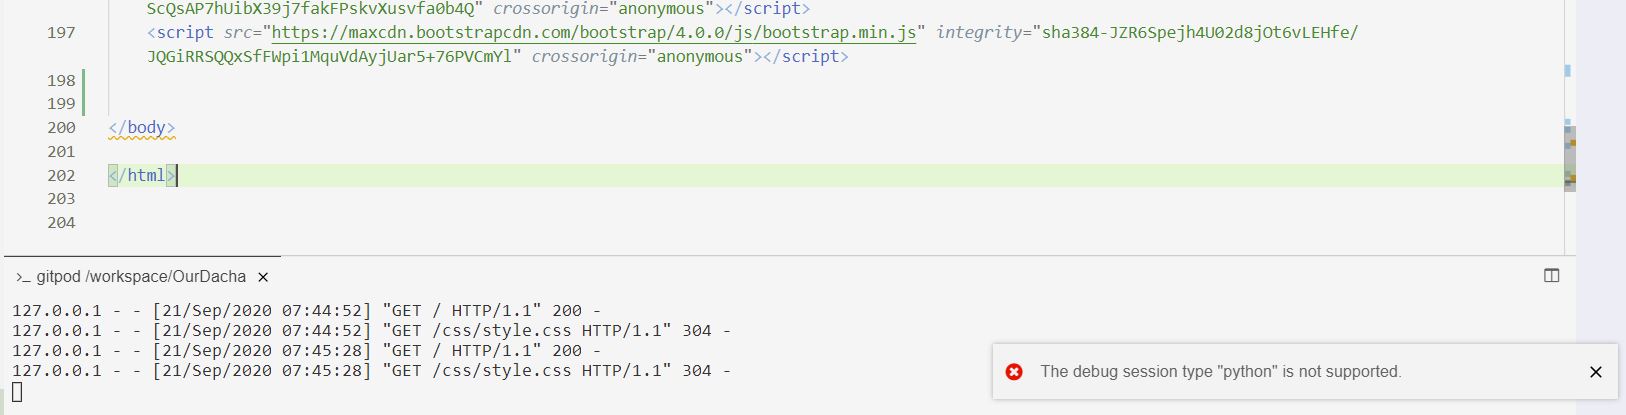 ScQsAP7hUibX39j7fakFPskvXusvfa0b4Q" crossorigin="anonymous"></script>
197 <script src="https://maxcdn.bootstrapcdn.com/bootstrap/4.0.0/js/bootstrap.min.js" integrity="sha384-JZR6Spejh4U02d8jOt6vLEHfe/
JQGiRRSQQxSfFWpi1MquVdAyjUar5+76PVCmYl" crossorigin="anonymous"></script>
198
199
200 </body>
201
202 </html>
203
204
>_ gitpod /workspace/OurDacha ×
127.0.0.1 - - [21/Sep/2020 07:44:52] "GET / HTTP/1.1" 200 -
127.0.0.1 - - [21/Sep/2020 07:44:52] "GET /css/style.css HTTP/1.1" 304 -
127.0.0.1 - - [21/Sep/2020 07:45:28] "GET / HTTP/1.1" 200 -
127.0.0.1 - - [21/Sep/2020 07:45:28] "GET /css/style.css HTTP/1.1" 304 -
The debug session type "python" is not supported.